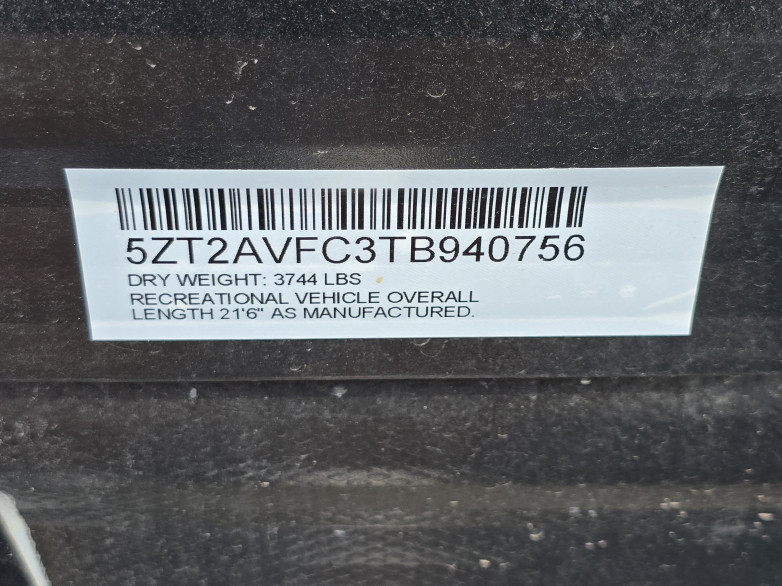 5ZT2AVFC3TB940756
DRY WEIGHT: 3744 LBS
RECREATIONAL VEHICLE OVERALL
LENGTH 21'6" AS MANUFACTURED.